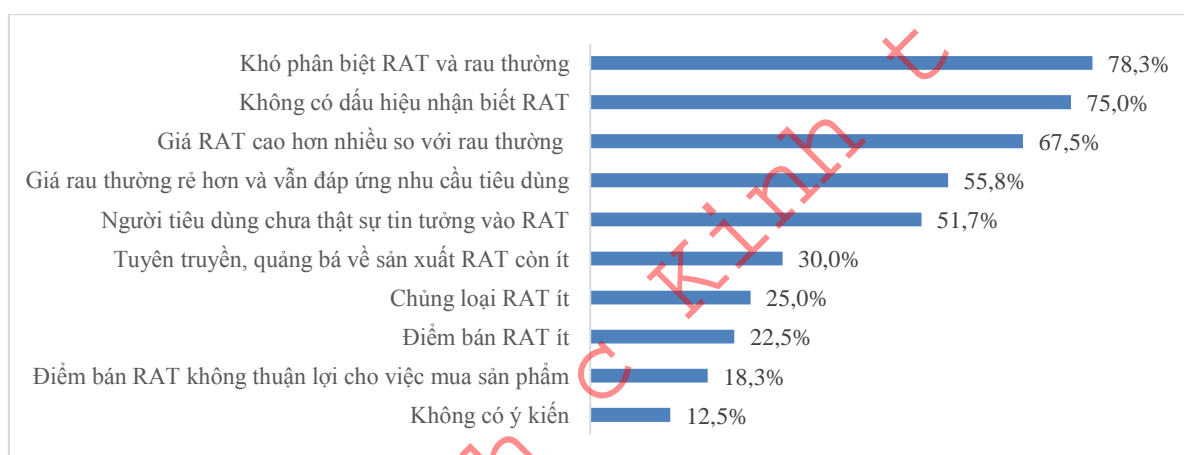 Khó phân biệt RAT và rau thường 78,3%
Không có dấu hiệu nhận biết RAT 75,0%
Giá RAT cao hơn nhiều so với rau thường 67,5%
Giá rau thường rẻ hơn và vẫn đáp ứng nhu cầu tiêu dùng 55,8%
Người tiêu dùng chưa thật sự tin tưởng vào RAT 51,7%
Tuyên truyền, quảng bá về sản xuất RAT còn ít 30,0%
Chủng loại RAT ít 25,0%
Điểm bán RAT ít 22,5%
Điểm bán RAT không thuận lợi cho việc mua sản phẩm 18,3%
Không có ý kiến 12,5%
c Kinh t